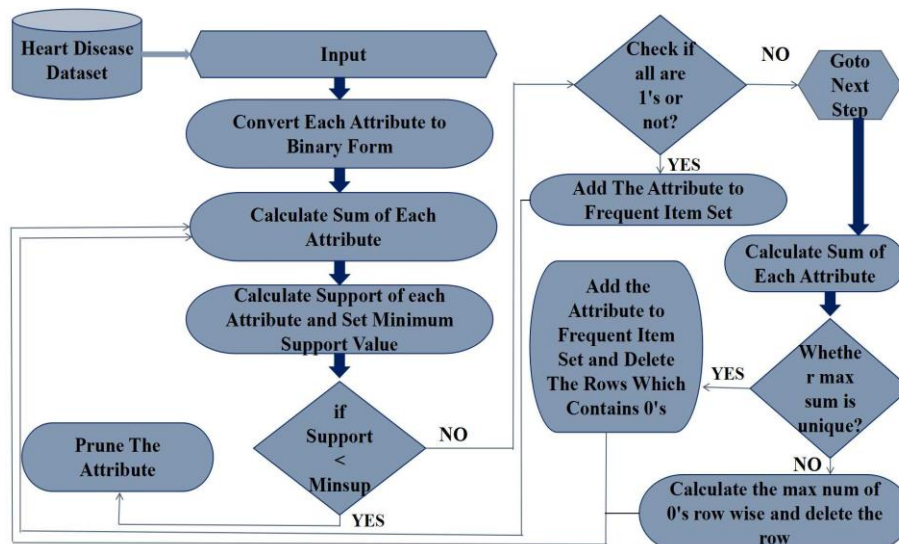 Heart Disease
Dataset
Input
Convert Each Attribute to
Binary Form
Calculate Sum of Each
Attribute
Calculate Support of each
Attribute and Set Minimum
Support Value
if
Support
<
Minsup
YES
NO
Prune The
Attribute
Check if
all are
1's or
not?
NO
YES
Goto
Next
Step
Add The Attribute to
Frequent Item Set
Calculate Sum of
Each Attribute
Whethe
r max
sum is
unique?
YES
NO
Add the
Attribute to
Frequent Item
Set and Delete
The Rows Which
Contains 0's
Calculate the max num of
0's row wise and delete the
row